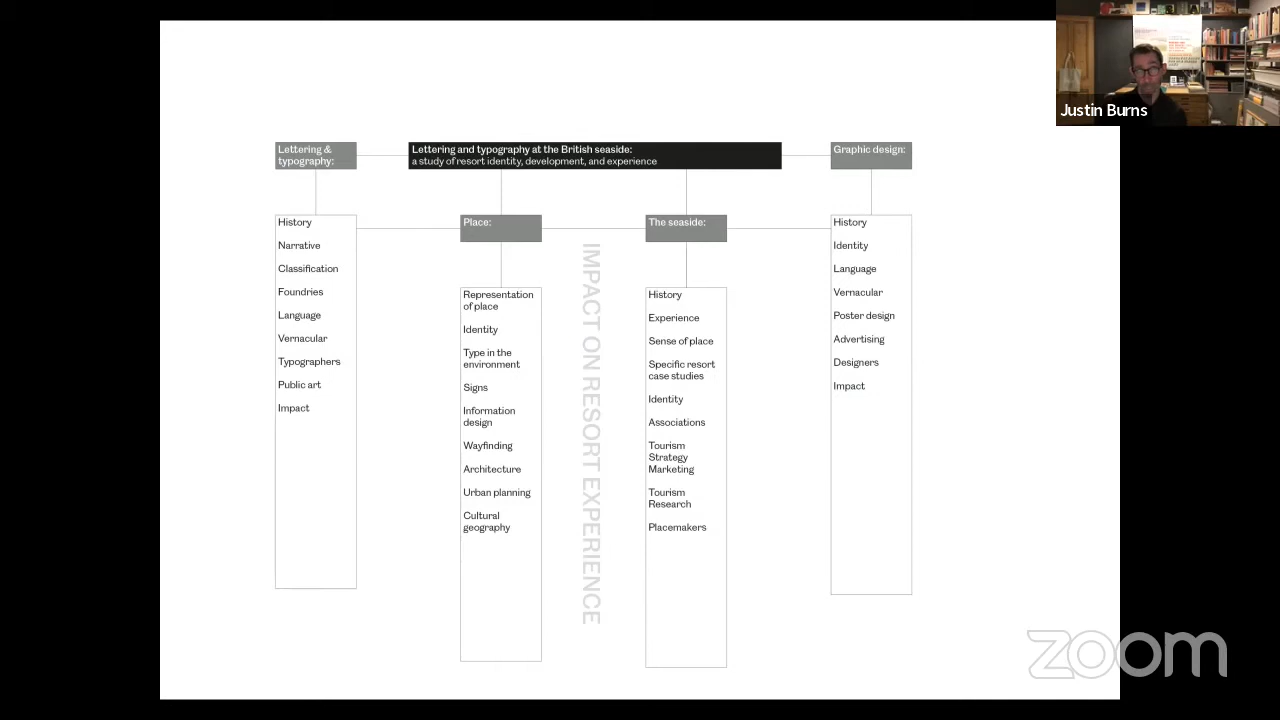 Justin Burns
Lettering &
typography:
Lettering and typography at the British seaside:
a study of resort identity, development, and experience
Graphic design:
History
Narrative
Classification
Foundries
Language
Vernacular
Typographers
Public art
Impact
Place:
Representation
of place
Identity
Type in the
environment
Signs
Information
design
Wayfinding
Architecture
Urban planning
Cultural
geography
IMPACT ON RESORT EXPERIENCE
The seaside:
History
Experience
Sense of place
Specific resort
case studies
Identity
Associations
Tourism
Strategy
Marketing
Tourism
Research
Placemakers
History
Identity
Language
Vernacular
Poster design
Advertising
Designers
Impact
zoom